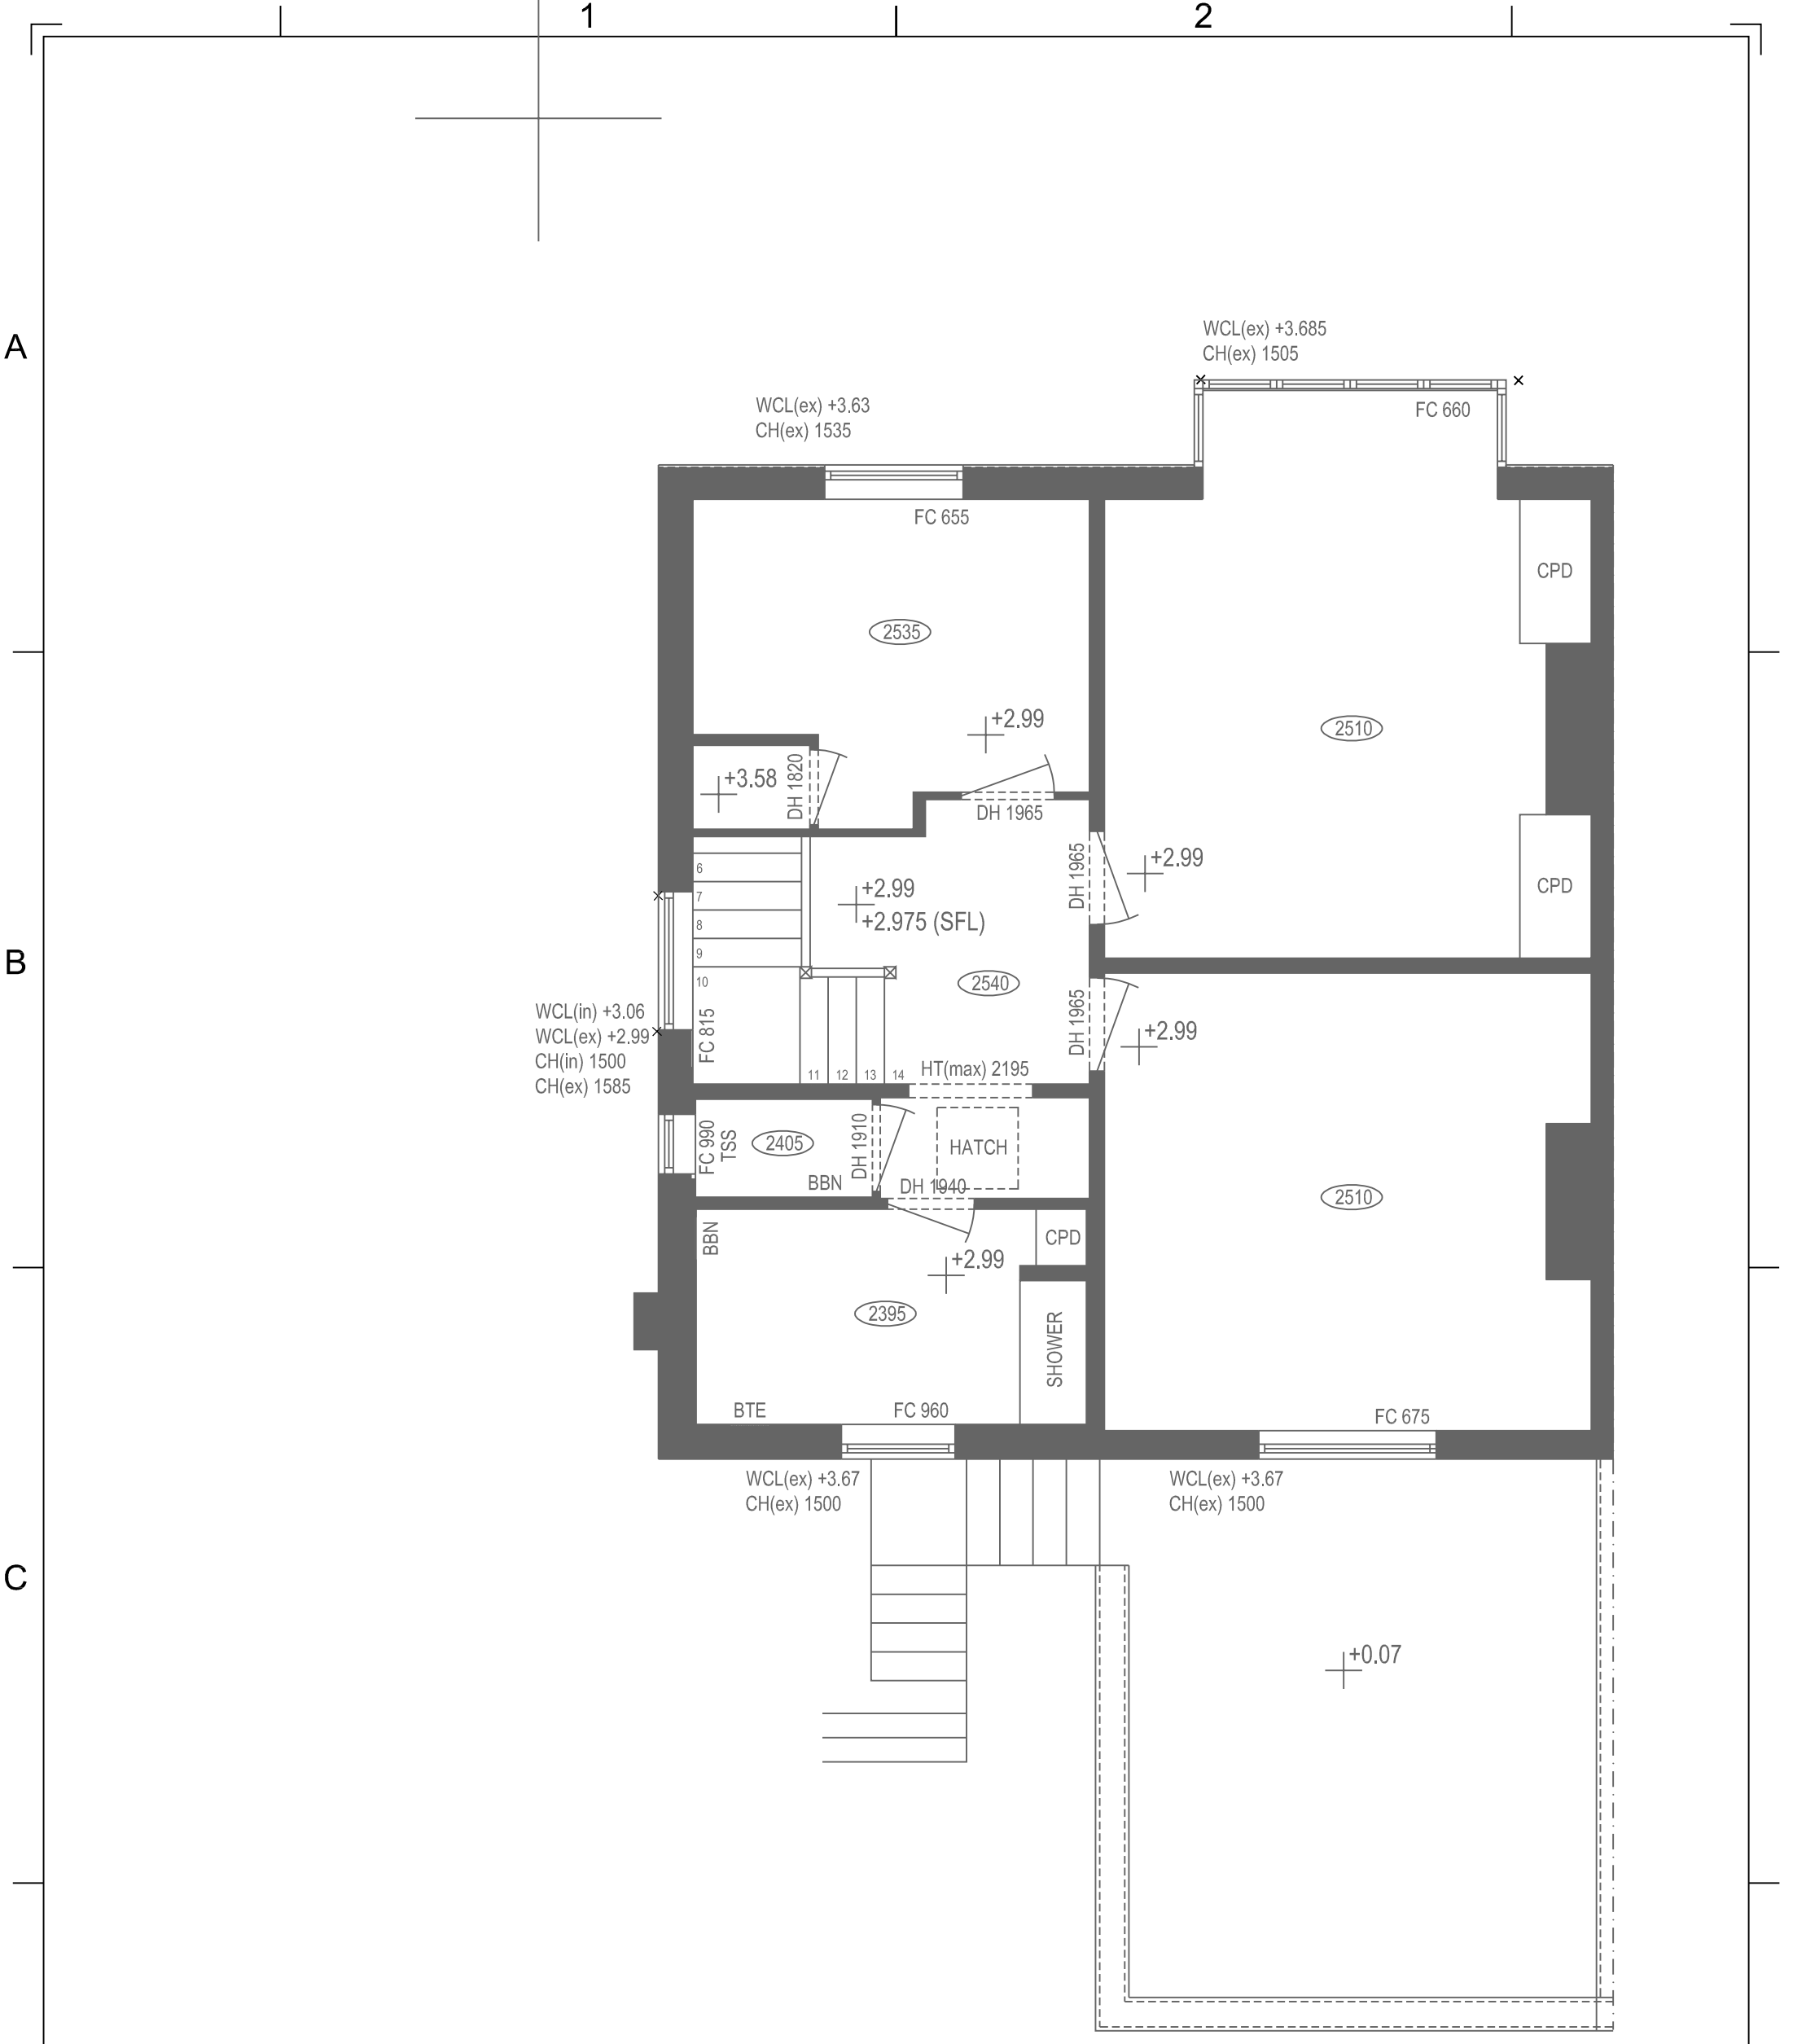 1
2
A
WCL(ex) +3.685
CH(ex) 1505
FC 660
WCL(ex) +3.63
CH(ex) 1535
FC 655
CPD
2535
+2.99
2510
+3.58
DH 1820
DH 1965
DH 1965
+2.99
CPD
6
7
8
9
10
+2.99
+2.975 (SFL)
B
2540
WCL(in) +3.06
WCL(ex) +2.99
CH(in) 1500
CH(ex) 1585
FC 815
DH 1965
+2.99
11
12
13
14
HT(max) 2195
FC 990
TSS
2405
BBN
DH 1910
HATCH
DH 1940
2510
BBN
CPD
+2.99
2395
SHOWER
BTE
FC 960
FC 675
WCL(ex) +3.67
CH(ex) 1500
WCL(ex) +3.67
CH(ex) 1500
C
+0.07